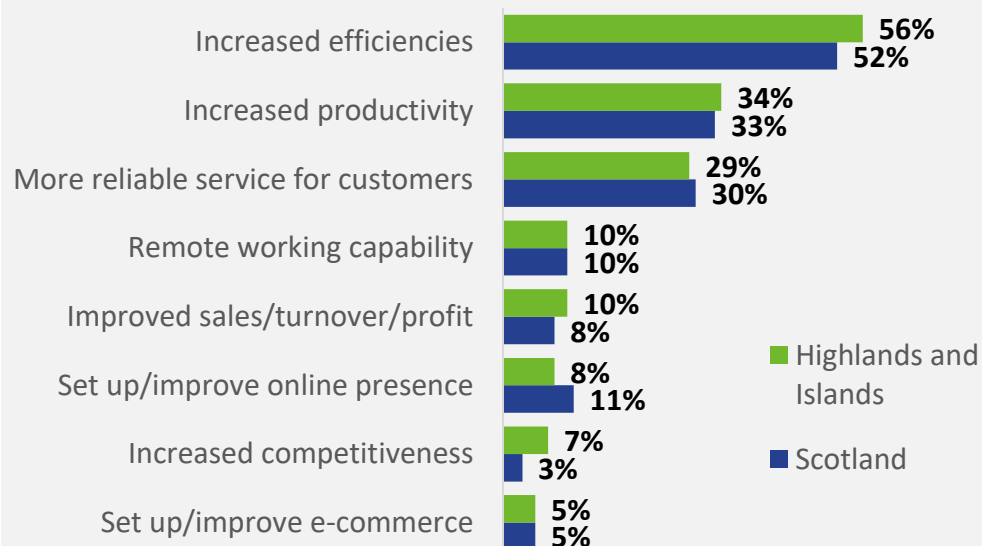 Increased efficiencies
56%
52%
Increased productivity
34%
33%
More reliable service for customers
29%
30%
Remote working capability
10%
10%
Improved sales/turnover/profit
10%
8%
Set up/improve online presence
8%
11%
Increased competitiveness
7%
3%
Set up/improve e-commerce
5%
5%
Highlands and
Islands
Scotland